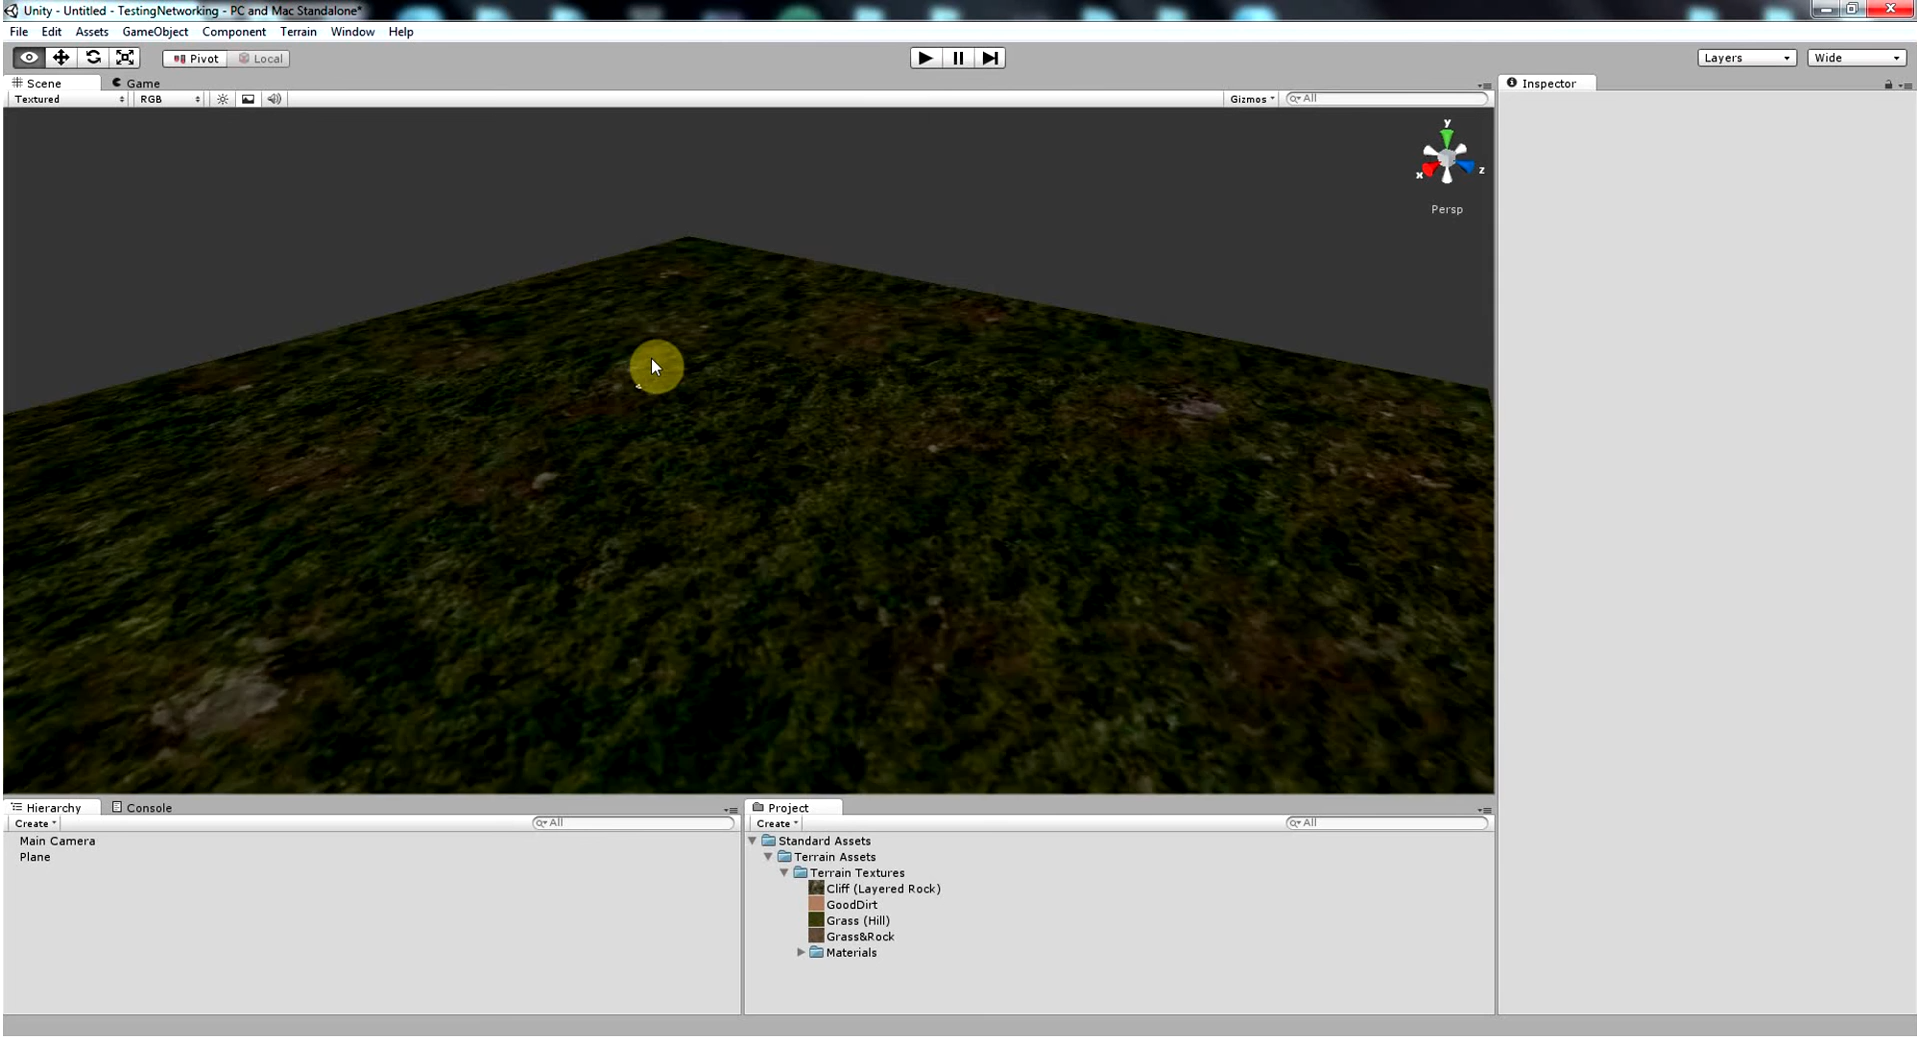 Unity - Untitled - TestingNetworking - PC and Mac Standalone*
File Edit Assets GameObject Component Terrain Window Help
Pivot Local Layers Wide
Scene Game Inspector
Textured RGB Gizmos All
y
x z
Persp
Hierarchy Console Project
Create All Create All
Main Camera
Plane
Standard Assets
Terrain Assets
Terrain Textures
Cliff (Layered Rock)
GoodDirt
Grass (Hill)
Grass&Rock
Materials